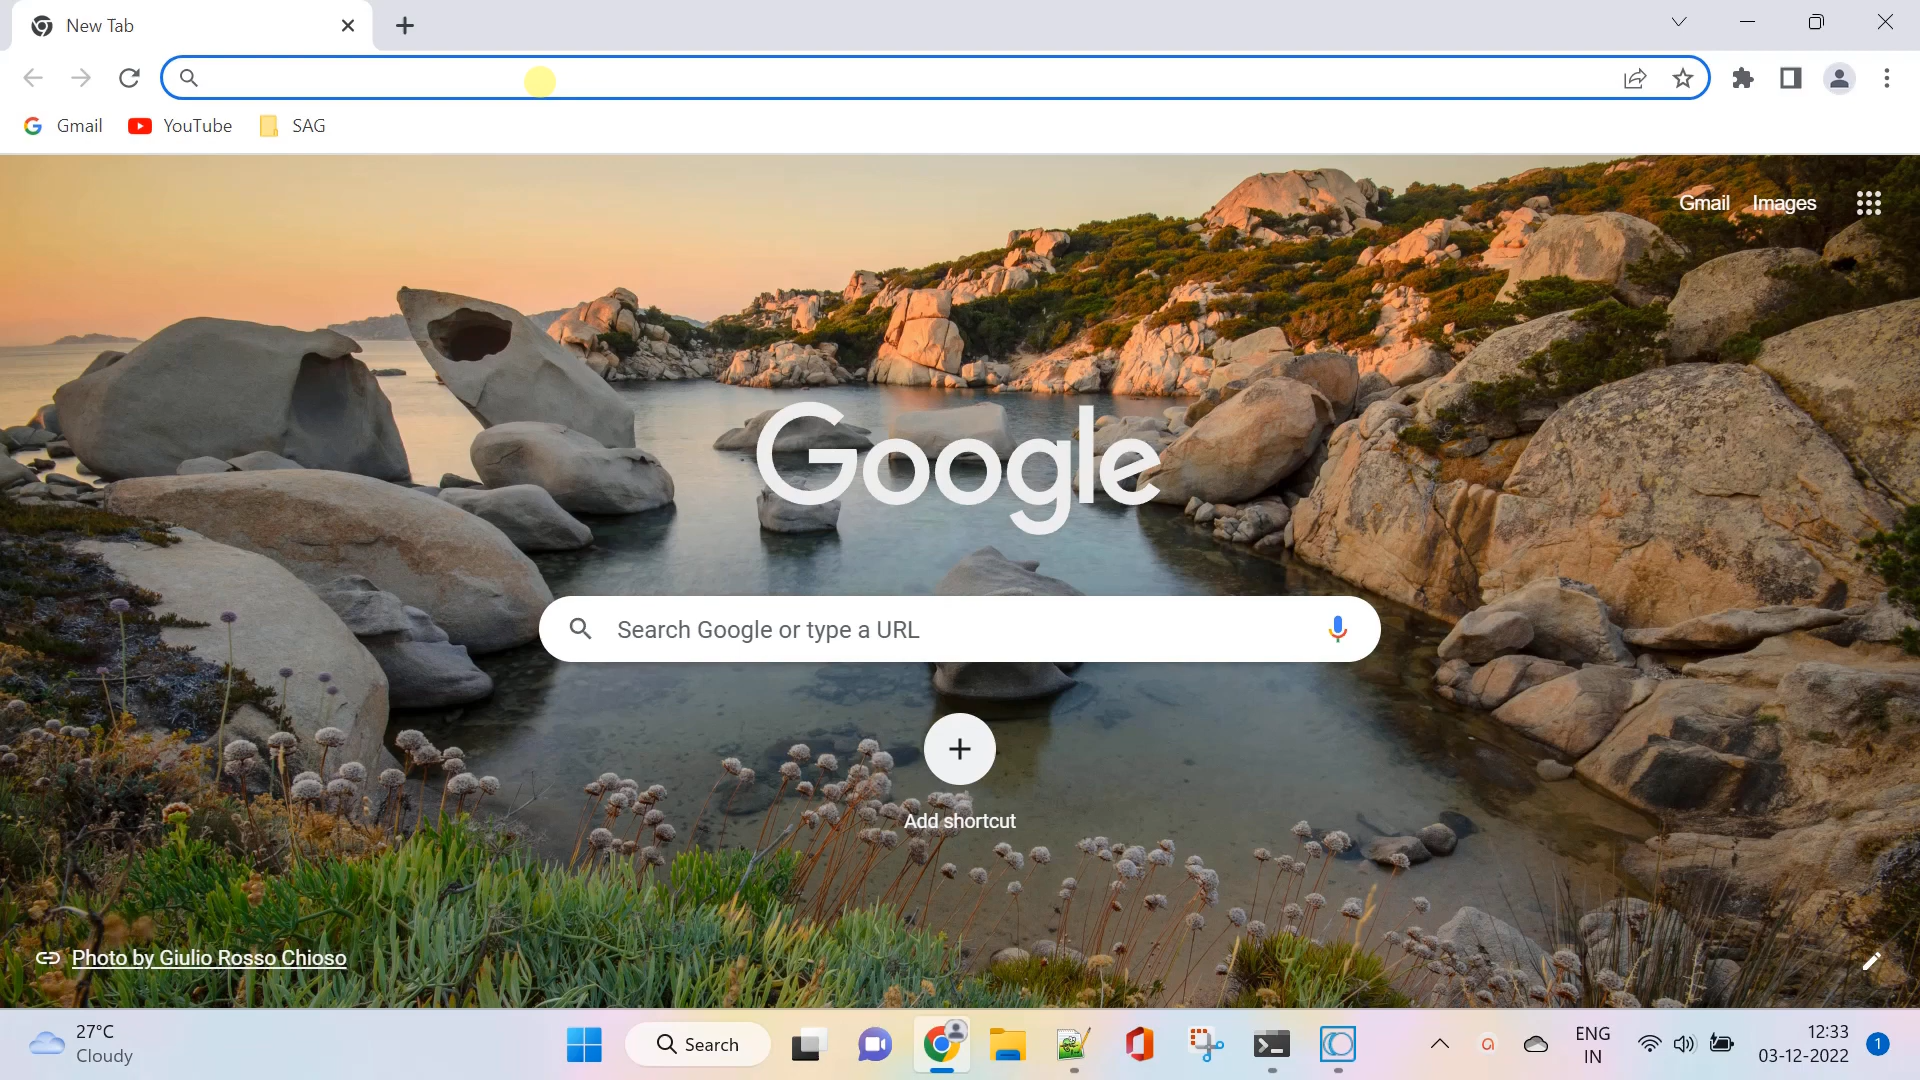 New Tab
Gmail
YouTube
SAG
Gmail
Images
Google
Search Google or type a URL
Add shortcut
Photo by Giulio Rosso Chioso
27°C
Cloudy
Search
ENG
IN
12:33
03-12-2022
1